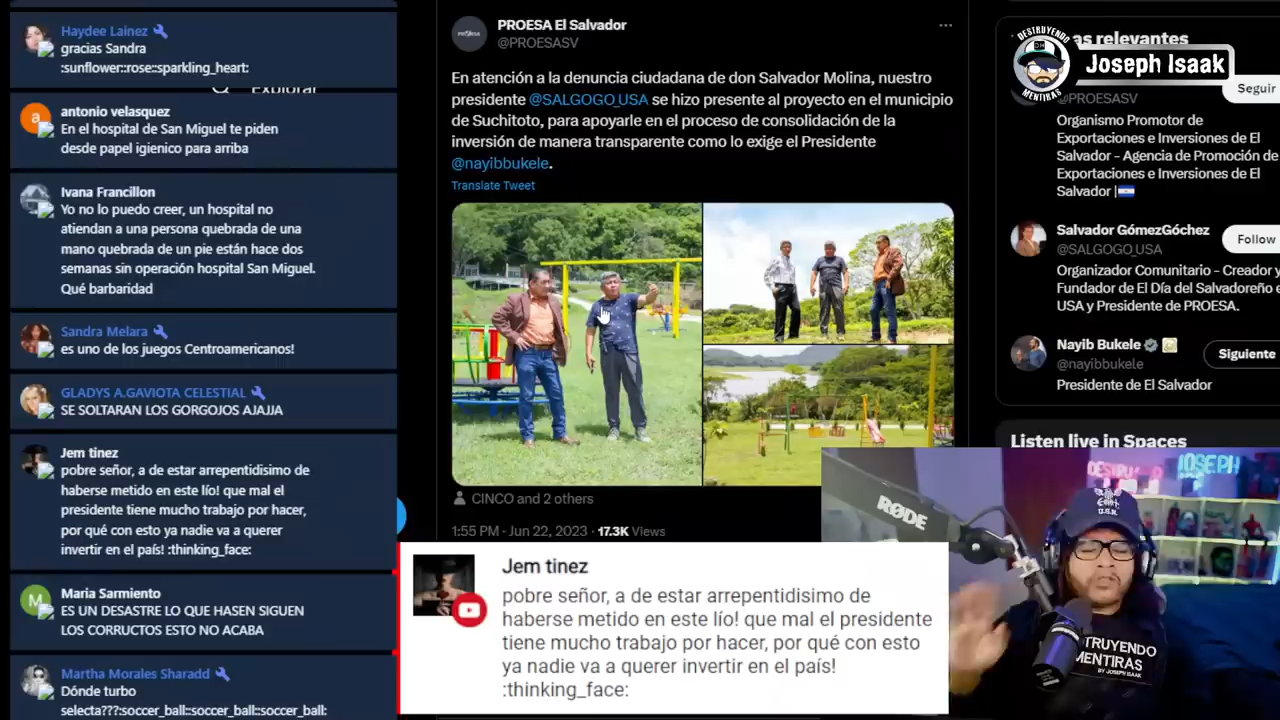 Haydee Lainez
gracias Sandra
:sunflower::rose::sparkling_heart:
antonio velasquez
En el hospital de San Miguel te piden
desde papel igienico para arriba
Ivana Francillon
Yo no lo puedo creer, un hospital no
atiendan a una persona quebrada de una
mano quebrada de un pie están hace dos
semanas sin operación hospital San Miguel.
Qué barbaridad
Sandra Melara
es uno de los juegos Centroamericanos!
GLADYS A.GAVIOTA CELESTIAL
SE SOLTARAN LOS GORGOJOS AJAJJA
Jem tinez
pobre señor, a de estar arrepentidisimo de
haberse metido en este lío! que mal el
presidente tiene mucho trabajo por hacer,
por qué con esto ya nadie va a querer
invertir en el país! :thinking_face:
Maria Sarmiento
ES UN DESASTRE LO QUE HASEN SIGUEN
LOS CORRUCTOS ESTO NO ACABA
Martha Morales Sharadd
Dónde turbo
selecta???:soccer_ball::soccer_ball::soccer_ball:
Explorar
PROESA El Salvador
@PROESASV
En atención a la denuncia ciudadana de don Salvador Molina, nuestro
presidente @SALGOGO_USA se hizo presente al proyecto en el municipio
de Suchitoto, para apoyarle en el proceso de consolidación de la
inversión de manera transparente como lo exige el Presidente
@nayibbukele.
Translate Tweet
CINCO and 2 others
1:55 PM · Jun 22, 2023 · 17.3K Views
Jem tinez
pobre señor, a de estar arrepentidisimo de
haberse metido en este lío! que mal el presidente
tiene mucho trabajo por hacer, por qué con esto
ya nadie va a querer invertir en el país!
:thinking_face:
as relevantes
DESTRUYENDO
MENTIRAS
Joseph Isaak
@PROESASV
Seguir
Organismo Promotor de
Exportaciones e Inversiones de El
Salvador - Agencia de Promoción de
Exportaciones e Inversiones de El
Salvador |🇸🇻
Salvador GómezGóchez
@SALGOGO_USA
Follow
Organizador Comunitario - Creador y
Fundador de El Día del Salvadoreño e
USA y Presidente de PROESA.
Nayib Bukele
@nayibbukele
Siguiente
Presidente de El Salvador
Listen live in Spaces
RØDE
JOSEPH
TRUYENDO
MENTIRAS
BY JOSEPH ISAAK